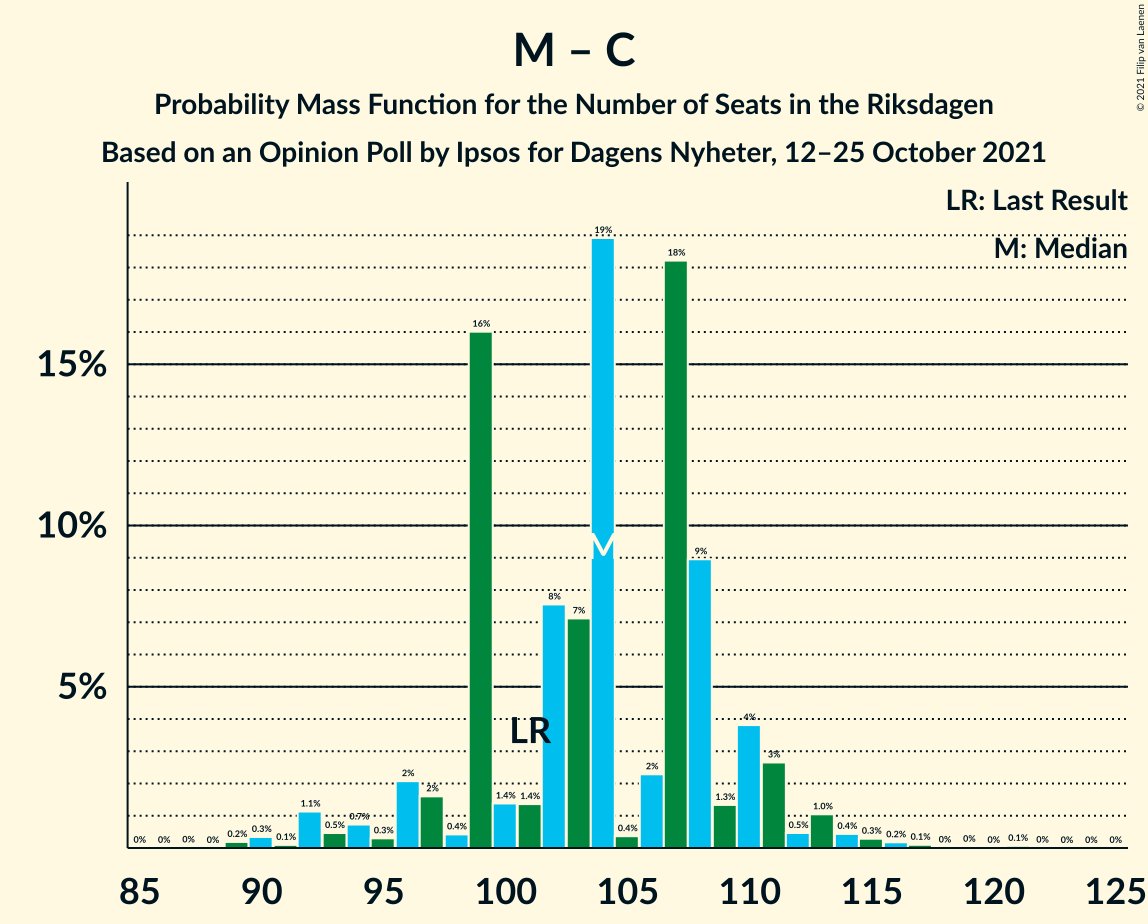 M – C
Probability Mass Function for the Number of Seats in the Riksdagen
Based on an Opinion Poll by Ipsos for Dagens Nyheter, 12–25 October 2021
© 2021 Filip van Laenen
LR: Last Result
M: Median
15%
10%
5%
0% 0% 0% 0% 0.2% 0.3% 0.1% 1.1% 0.5% 0.7% 0.3% 2% 2% 0.4% 16% 1.4% 1.4% 8% 7% 19% 0.4% 2% 18% 9% 1.3% 4% 3% 0.5% 1.0% 0.4% 0.3% 0.2% 0.1% 0% 0% 0% 0.1% 0% 0% 0% 0%
LR
M
85 90 95 100 105 110 115 120 125